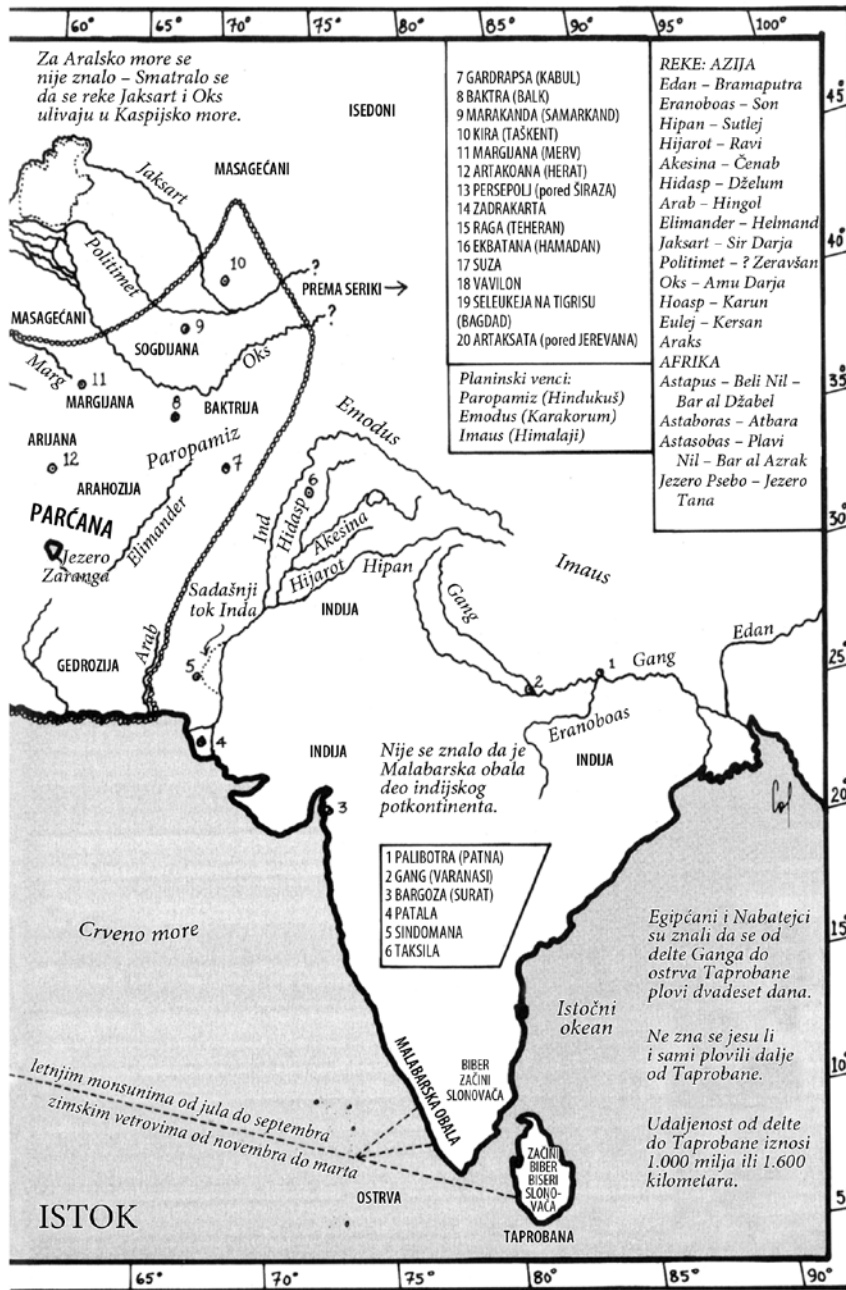 60° 65° 70° 75° 80° 85° 90° 95° 100°
Za Aralsko more se
nije znalo – Smatralo se
da se reke Jaksart i Oks
ulivaju u Kaspijsko more.
ISEDONI
MASAGEĆANI
Jaksart
Politimet
10
?
PREMA SERIKI
MASAGEĆANI
9
SOGDIJANA
?
Oks
Marg
11
MARGIJANA
8
BAKTRIJA
ARIJANA
12
Paropamiz
7
ARAHOZIJA
Elimander
PARĆANA
Jezero
Zaranga
GEDROZIJA
Arab
7 GARDRAPSA (KABUL)
8 BAKTRA (BALK)
9 MARAKANDA (SAMARKAND)
10 KIRA (TAŠKENT)
11 MARGIJANA (MERV)
12 ARTAKOANA (HERAT)
13 PERSEPOLJ (pored ŠIRAZA)
14 ZADRAKARTA
15 RAGA (TEHERAN)
16 EKBATANA (HAMADAN)
17 SUZA
18 VAVILON
19 SELEUKEJA NA TIGRISU
(BAGDAD)
20 ARTAKSATA (pored JEREVANA)
Planinski venci:
Paropamiz (Hindukuš)
Emodus (Karakorum)
Imaus (Himalaji)
REKE: AZIJA
Edan – Bramaputra
Eranoboas – Son
Hipan – Sutlej
Hijarot – Ravi
Akesina – Čenab
Hidasp – Dželum
Arab – Hingol
Elimander – Helmand
Jaksart – Sir Darja
Politimet – ? Zeravšan
Oks – Amu Darja
Hoasp – Karun
Eulej – Kersan
Araks
AFRIKA
Astapus – Beli Nil –
Bar al Džabel
Astaboras – Atbara
Astasobas – Plavi
Nil – Bar al Azrak
Jezero Psebo – Jezero
Tana
45°
40°
35°
30°
25°
20°
15°
10°
5°
Emodus
6
Ind
Hidasp
Akesina
Hijarot
Hipan
Sadašnji
tok Inda
INDIJA
Imaus
Gang
Edan
5
2
1
Gang
Eranoboas
4
INDIJA
INDIJA
Nije se znalo da je
Malabarska obala
deo indijskog
potkontinenta.
3
1 PALIBOTRA (PATNA)
2 GANG (VARANASI)
3 BARGOZA (SURAT)
4 PATALA
5 SINDOMANA
6 TAKSILA
Crveno more
Istočni
okean
Egipćani i Nabatejci
su znali da se od
delte Ganga do
ostrva Taprobane
plovi dvadeset dana.
Ne zna se jesu li
i sami plovili dalje
od Taprobane.
Udaljenost od delte
do Taprobane iznosi
1.000 milja ili 1.600
kilometara.
MALABARSKA OBALA
BIBER
ZAČINI
SLONOVAČA
letnjim monsunima od jula do septembra
zimskim vetrovima od novembra do marta
ZAČINI
BIBER
BISERI
SLONO-
VAČA
OSTRVA
TAPROBANA
ISTOK
65° 70° 75° 80° 85° 90°